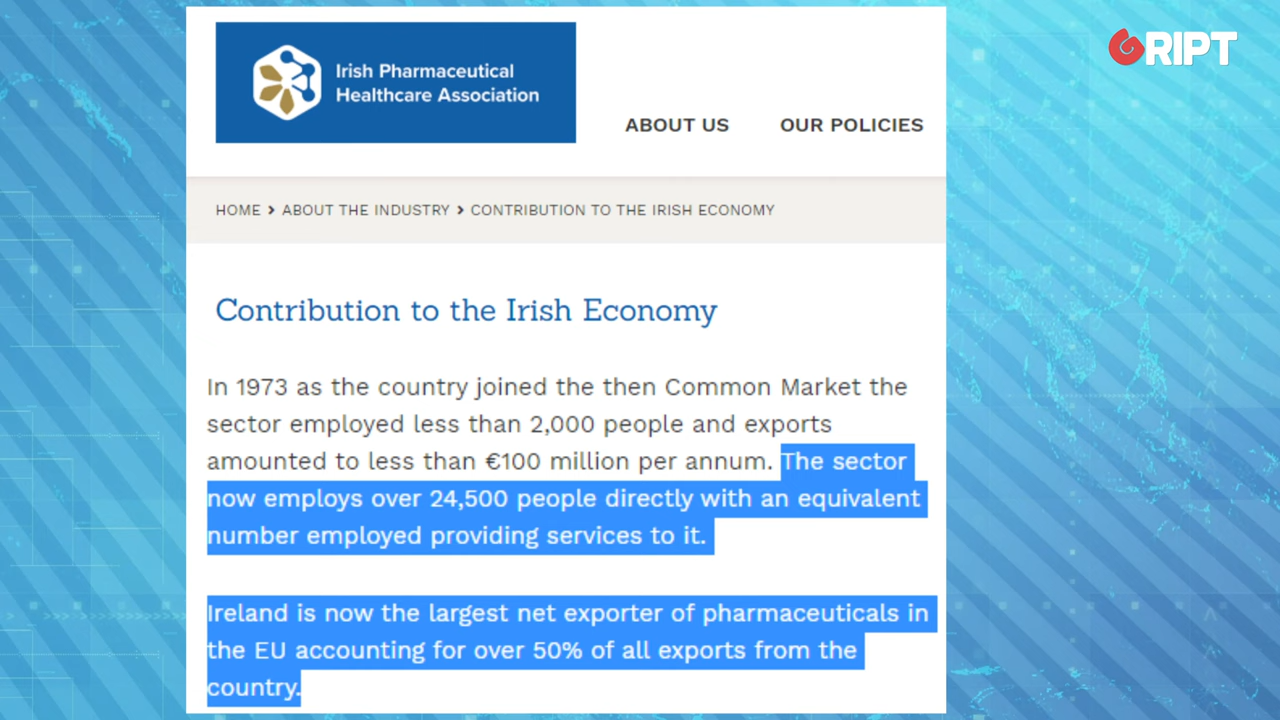 GRIPT
Irish Pharmaceutical
Healthcare Association
ABOUT US
OUR POLICIES
HOME > ABOUT THE INDUSTRY > CONTRIBUTION TO THE IRISH ECONOMY
Contribution to the Irish Economy
In 1973 as the country joined the then Common Market the
sector employed less than 2,000 people and exports
amounted to less than €100 million per annum. The sector
now employs over 24,500 people directly with an equivalent
number employed providing services to it.
Ireland is now the largest net exporter of pharmaceuticals in
the EU accounting for over 50% of all exports from the
country.